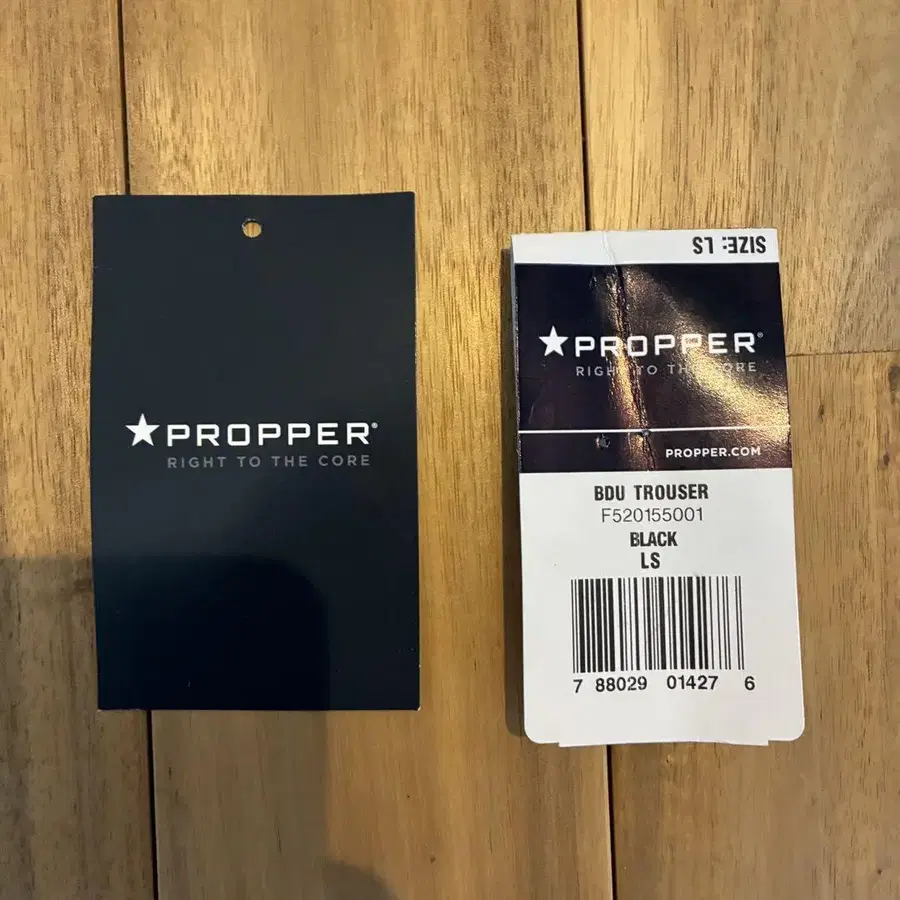 ★PROPPER®
RIGHT TO THE CORE
SIZE: LS
★PROPPER®
RIGHT TO THE CORE
PROPPER.COM
BDU TROUSER
F520155001
BLACK
LS
7 88029 01427 6